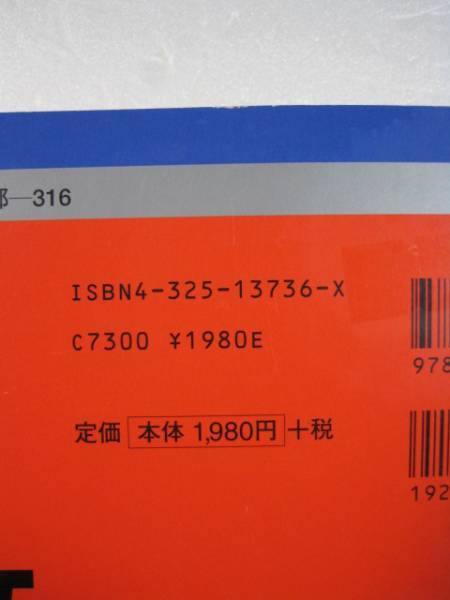 部—316
ISBN4-325-13736-X
C7300 ¥1980E
978
定価 本体 1,980円+税
192